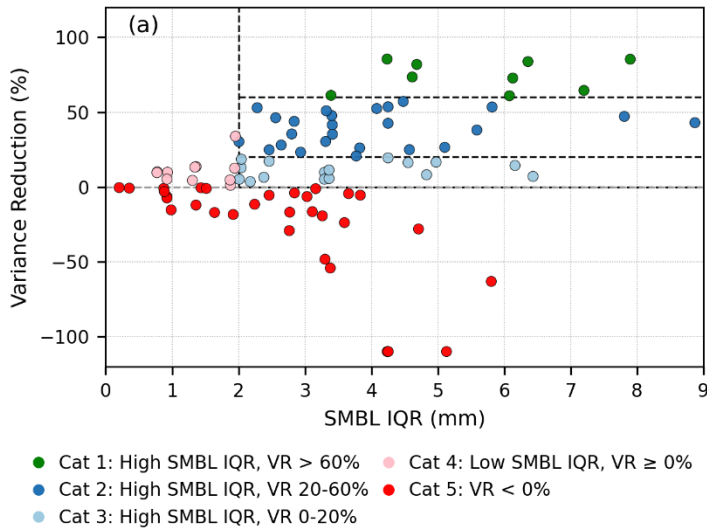 (a)
Variance Reduction (%)
100
50
0
−50
−100
0 1 2 3 4 5 6 7 8 9
SMBL IQR (mm)
Cat 1: High SMBL IQR, VR > 60%
Cat 2: High SMBL IQR, VR 20-60%
Cat 3: High SMBL IQR, VR 0-20%
Cat 4: Low SMBL IQR, VR ≥ 0%
Cat 5: VR < 0%